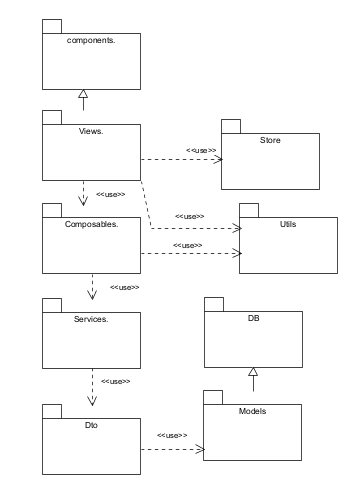 components.
Views.
<<use>>
Store
<<use>>
<<use>>
Composables.
Utils
<<use>>
<<use>>
Services.
DB
<<use>>
Models
Dto
<<use>>